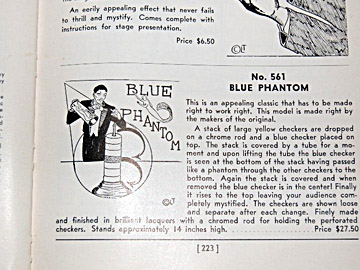 An eerily appealing effect that never fails
to thrill and mystify. Comes complete with
instructions for stage presentation.
Price $6.50
©
BLUE
PHANTOM
©
No. 561
BLUE PHANTOM
This is an appealing classic that has to be made
right to work right. This model is made right by
the makers of the original.
A stack of large yellow checkers are dropped
on a chrome rod and a blue checker placed on
top. The stack is covered by a tube for a mo-
ment and upon lifting the tube the blue checker
is seen at the bottom of the stack having passed
like a phantom through the other checkers to the
bottom. Again the stack is covered and when
removed the blue checker is in the center! Finally
it rises to the top leaving your audience com-
pletely mystified. The checkers are shown loose
and separate after each change. Finely made
and finished in brilliant lacquers with a chromed rod for holding the perforated
checkers. Stands approximately 14 inches high. Price $27.50
[ 223 ]